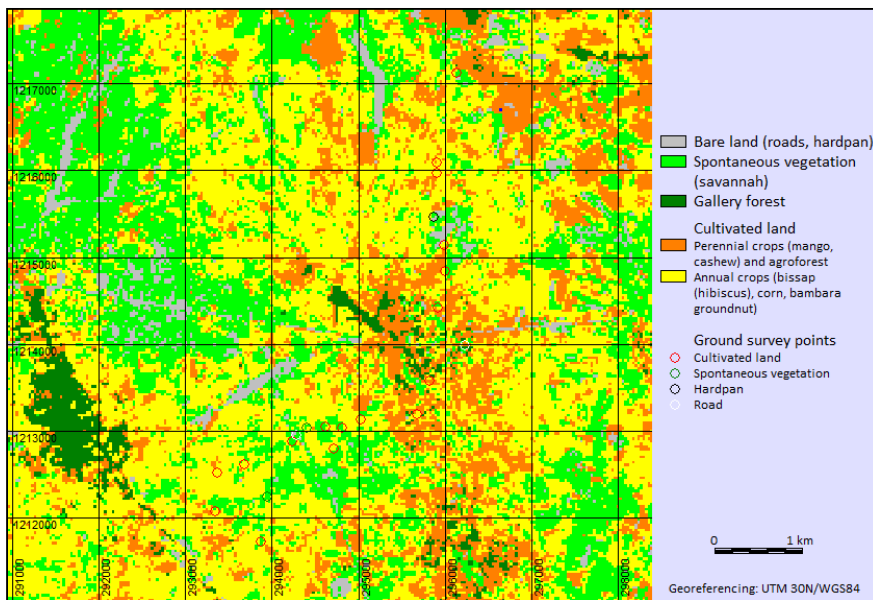 1217000
1216000
1215000
1214000
1213000
1212000
291000
292000
293000
294000
295000
296000
297000
298000
Bare land (roads, hardpan)
Spontaneous vegetation
(savannah)
Gallery forest
Cultivated land
Perennial crops (mango,
cashew) and agroforest
Annual crops (bissap
(hibiscus), corn, bambara
groundnut)
Ground survey points
Cultivated land
Spontaneous vegetation
Hardpan
Road
0 1 km
Georeferencing: UTM 30N/WGS84